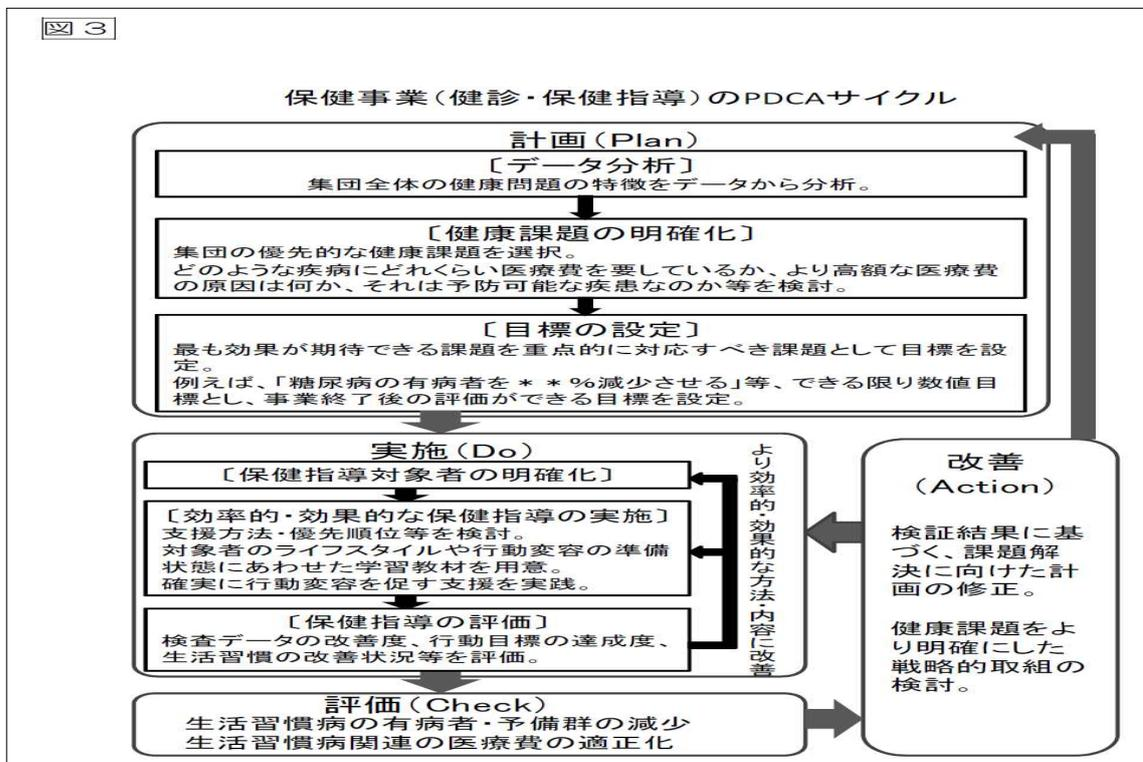 図 3
保健事業(健診・保健指導)のPDCAサイクル
計画(Plan)
〔データ分析〕
集団全体の健康問題の特徴をデータから分析。
〔健康課題の明確化〕
集団の優先的な健康課題を選択。
どのような疾病にどれくらい医療費を要しているか、より高額な医療費
の原因は何か、それは予防可能な疾患なのか等を検討。
〔目標の設定〕
最も効果が期待できる課題を重点的に対応すべき課題として目標を設
定。
例えば、「糖尿病の有病者を**%減少させる」等、できる限り数値目
標とし、事業終了後の評価ができる目標を設定。
実施(Do)
〔保健指導対象者の明確化〕
〔効率的・効果的な保健指導の実施〕
支援方法・優先順位等を検討。
対象者のライフスタイルや行動変容の準備
状態にあわせた学習教材を用意。
確実に行動変容を促す支援を実践。
〔保健指導の評価〕
検査データの改善度、行動目標の達成度、
生活習慣の改善状況等を評価。
より効率的・効果的な方法・内容に改善
評価(Check)
生活習慣病の有病者・予備群の減少
生活習慣病関連の医療費の適正化
改善
(Action)
検証結果に基
づく、課題解
決に向けた計
画の修正。
健康課題をよ
り明確にした
戦略的取組の
検討。